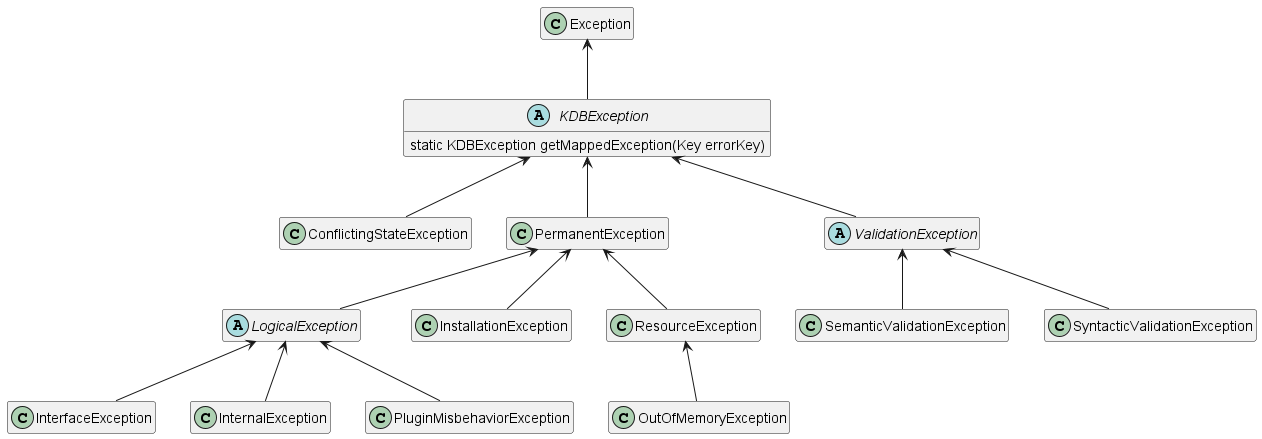 C Exception
A KDBException
static KDBException getMappedException(Key errorKey)
C ConflictingStateException
C PermanentException
A ValidationException
A LogicalException
C InstallationException
C ResourceException
C SemanticValidationException
C SyntacticValidationException
C InterfaceException
C InternalException
C PluginMisbehaviorException
C OutOfMemoryException